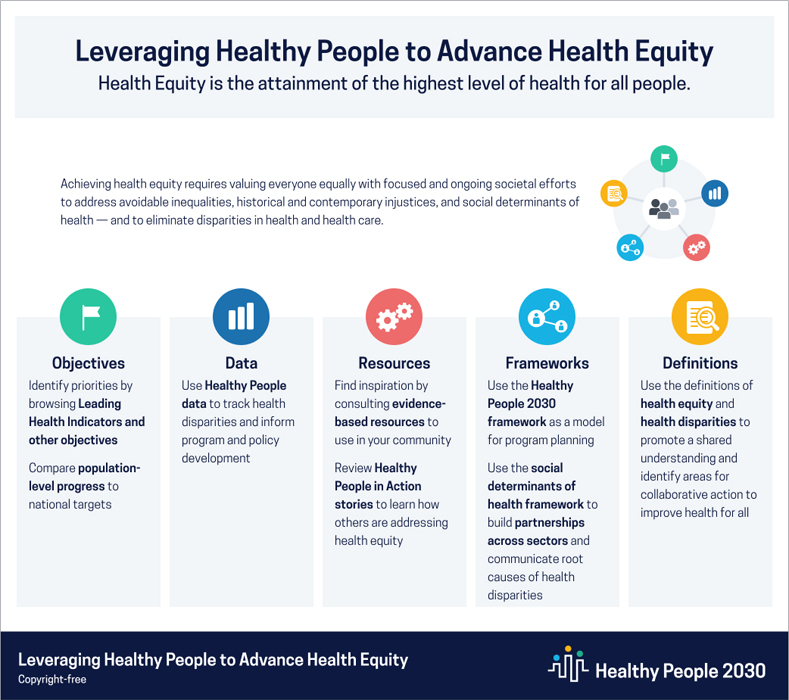 Leveraging Healthy People to Advance Health Equity
Health Equity is the attainment of the highest level of health for all people.
Achieving health equity requires valuing everyone equally with focused and ongoing societal efforts
to address avoidable inequalities, historical and contemporary injustices, and social determinants of
health — and to eliminate disparities in health and health care.
Objectives
Identify priorities by
browsing Leading
Health Indicators and
other objectives
Compare population-
level progress to
national targets
Data
Use Healthy People
data to track health
disparities and inform
program and policy
development
Resources
Find inspiration by
consulting evidence-
based resources to
use in your community
Review Healthy
People in Action
stories to learn how
others are addressing
health equity
Frameworks
Use the Healthy
People 2030
framework as a model
for program planning
Use the social
determinants of
health framework to
build partnerships
across sectors and
communicate root
causes of health
disparities
Definitions
Use the definitions of
health equity and
health disparities to
promote a shared
understanding and
identify areas for
collaborative action to
improve health for all
Leveraging Healthy People to Advance Health Equity
Copyright-free
Healthy People 2030